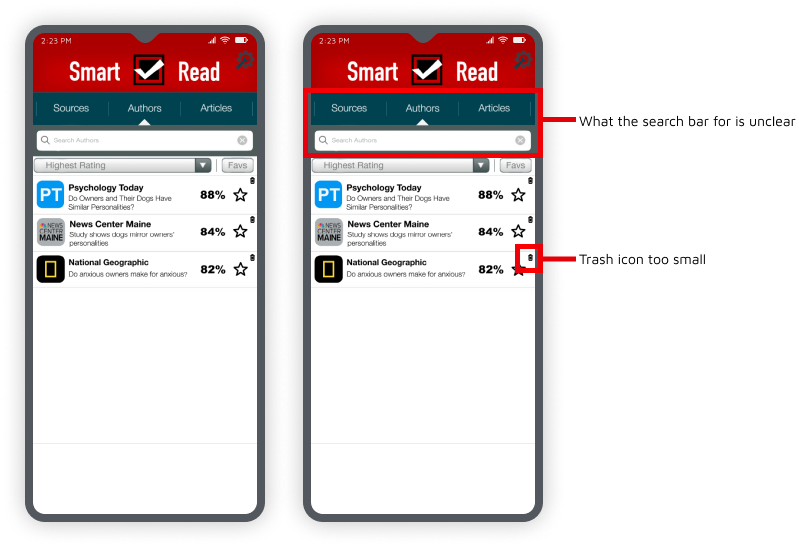 2:23 PM
Smart Read
Sources Authors Articles
Search Authors
Highest Rating Favs
PT
Psychology Today
Do Owners and Their Dogs Have
Similar Personalities?
88%
NEWS
CENTER
MAINE
News Center Maine
Study shows dogs mirror owners'
personalities
84%
National Geographic
Do anxious owners make for anxious?
82%
2:23 PM
Smart Read
Sources Authors Articles
Search Authors
Highest Rating Favs
PT
Psychology Today
Do Owners and Their Dogs Have
Similar Personalities?
88%
NEWS
CENTER
MAINE
News Center Maine
Study shows dogs mirror owners'
personalities
84%
National Geographic
Do anxious owners make for anxious?
82%
What the search bar for is unclear
Trash icon too small